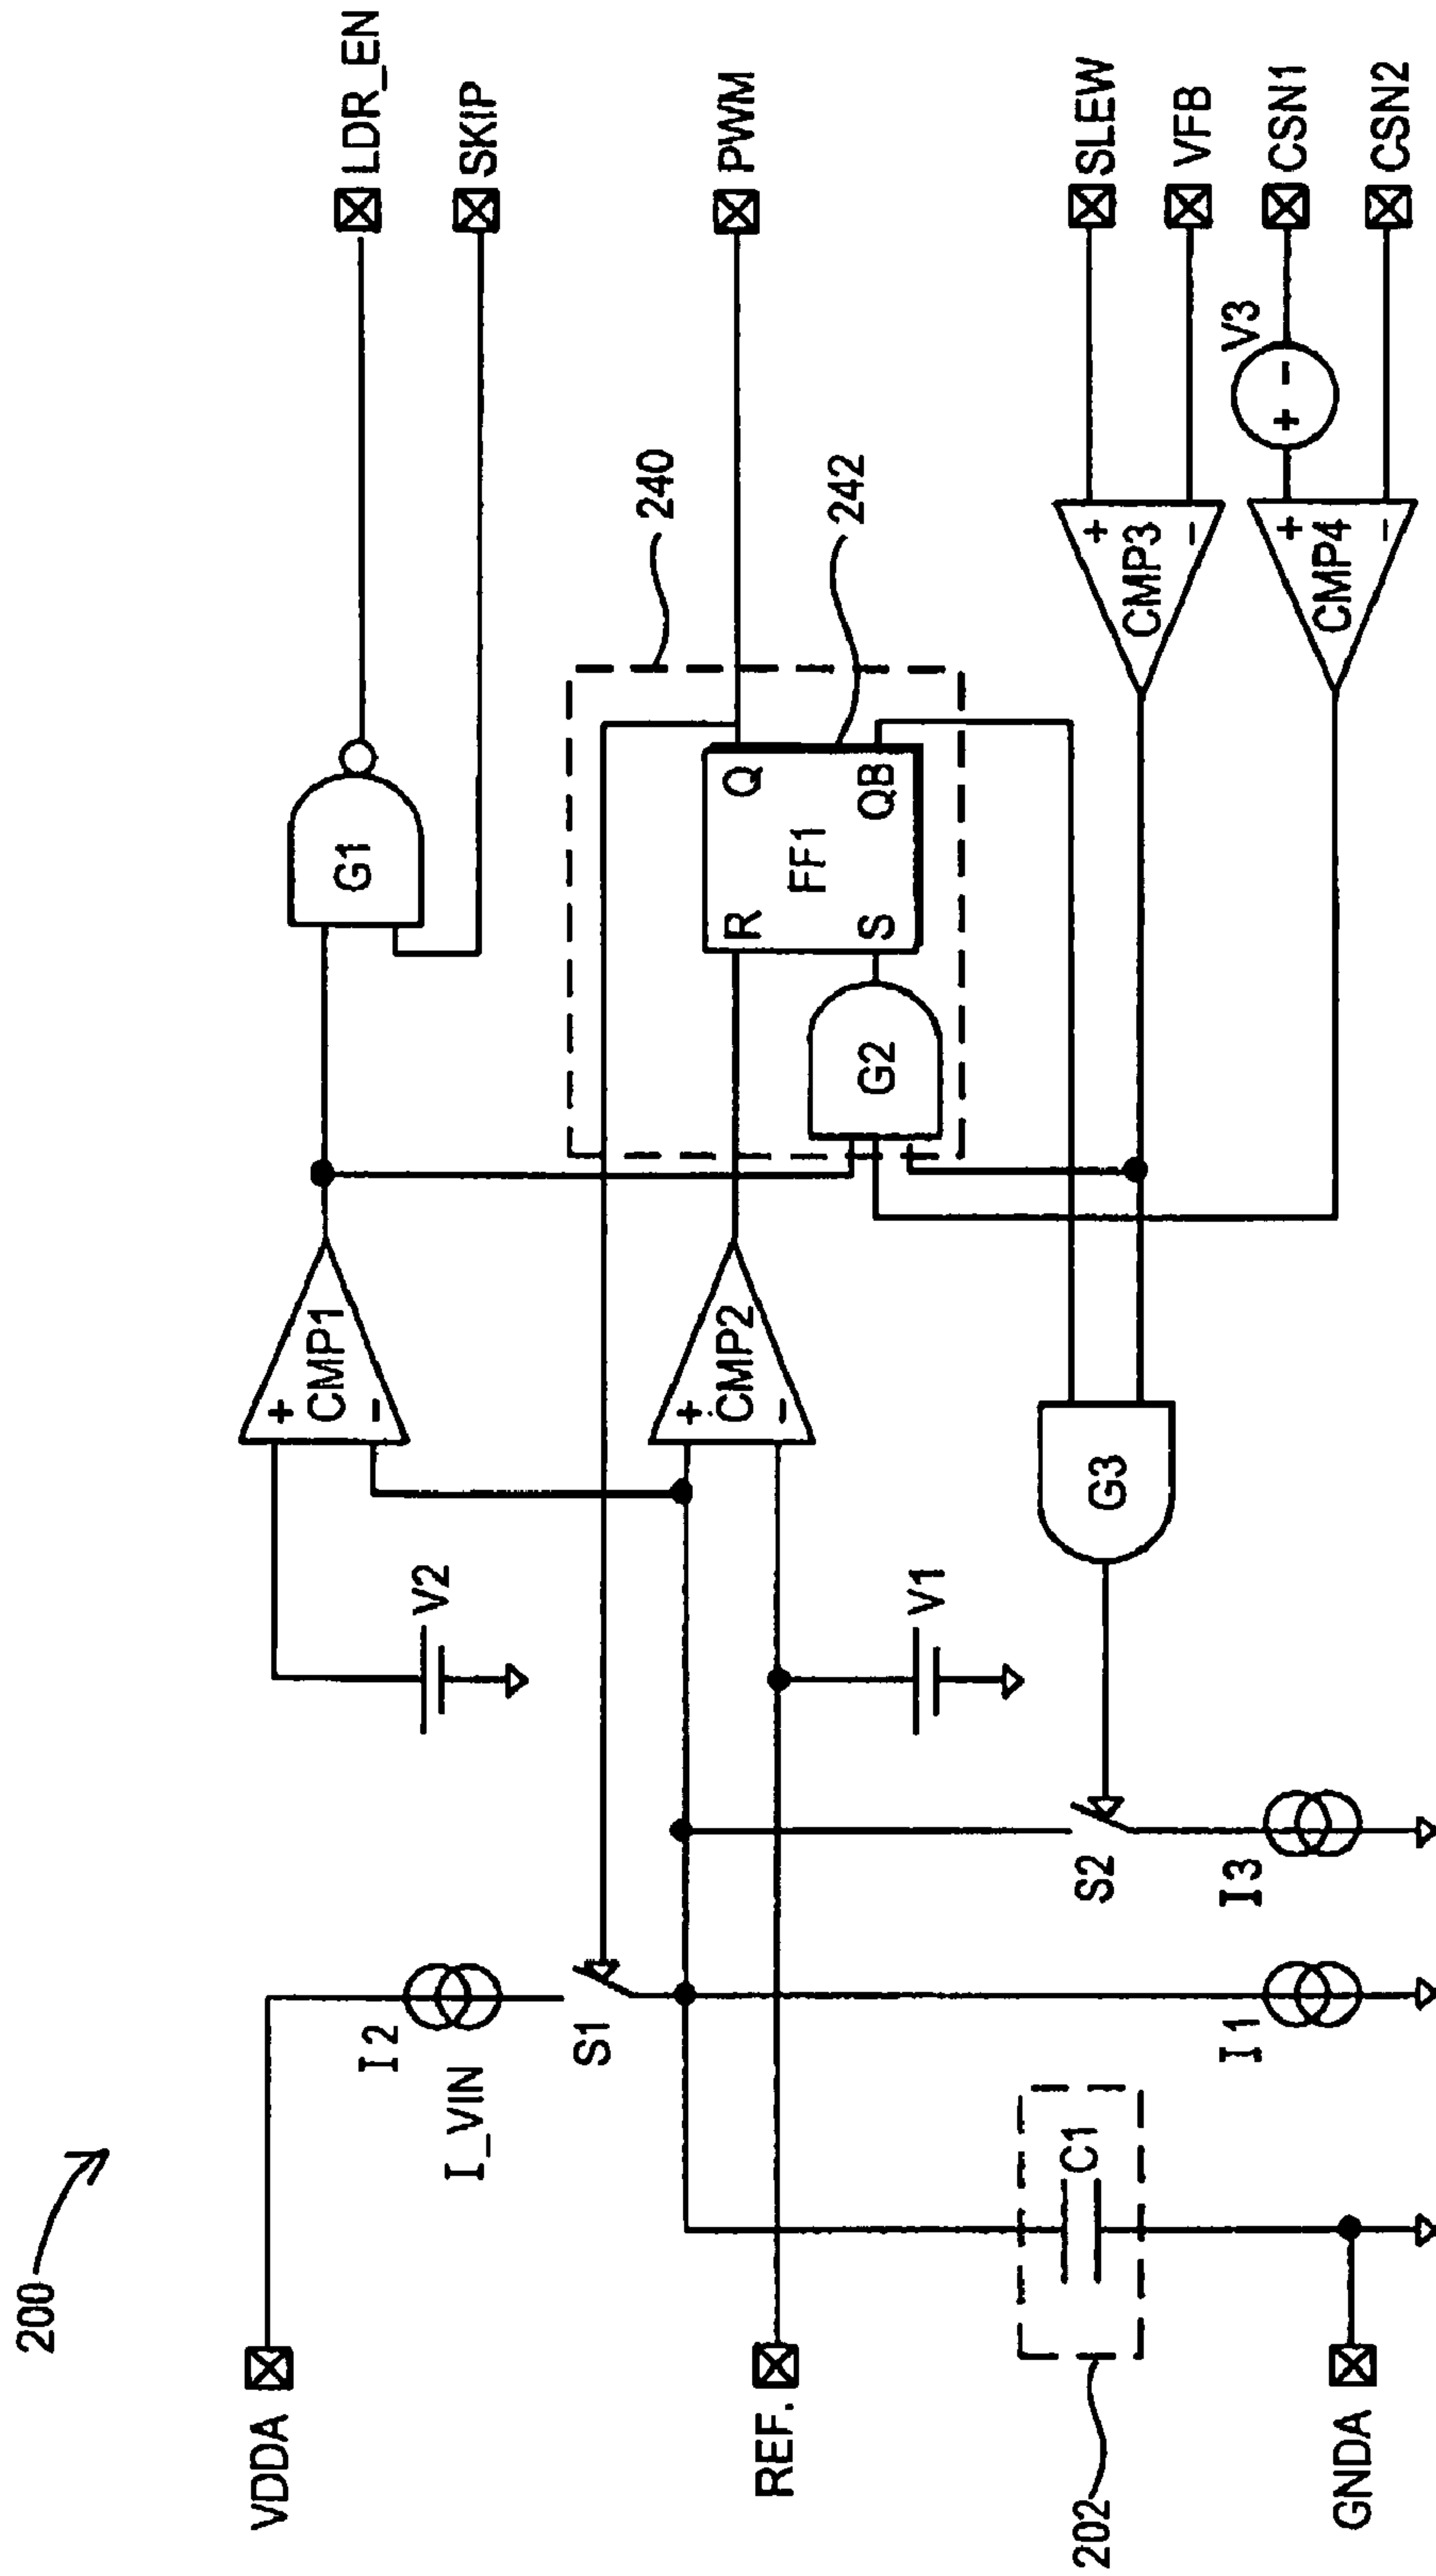 200
VDDA
REF.
GNDA
202
C1
I2
I_VIN
S1
I1
S2
I3
V2
V1
+
CMP1
-
+
CMP2
-
G3
G1
G2
240
R
Q
FF1
S
QB
242
+
CMP3
-
+
CMP4
-
V3
+ -
LDR_EN
SKIP
PWM
SLEW
VFB
CSN1
CSN2